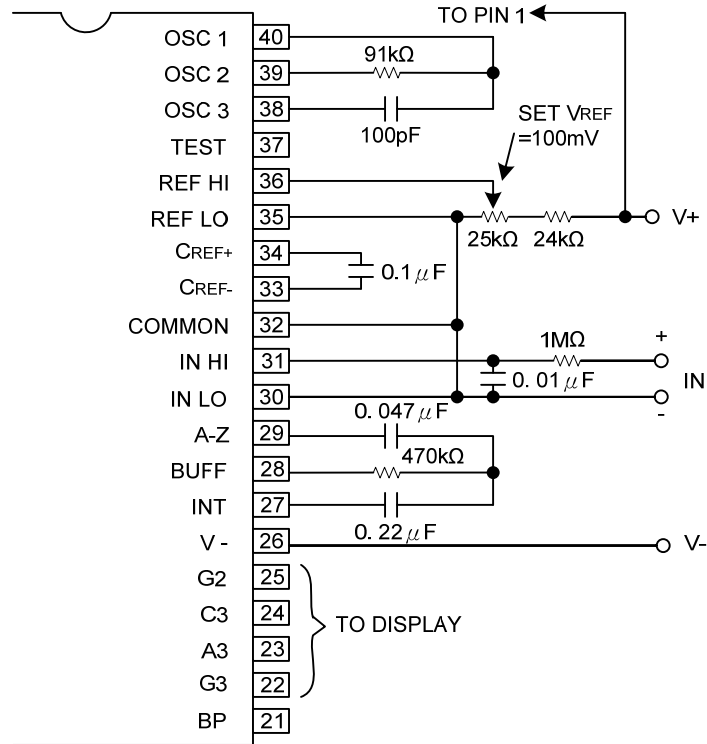 TO PIN 1
OSC 1 40
91kΩ
OSC 2 39
OSC 3 38
100pF
SET VREF
=100mV
TEST 37
REF HI 36
REF LO 35
V+
25kΩ 24kΩ
CREF+ 34
0.1μF
CREF- 33
COMMON 32
1MΩ +
IN HI 31
0.01μF IN
IN LO 30
-
0.047μF
A-Z 29
470kΩ
BUFF 28
INT 27
0.22μF
V - 26 V-
G2 25
C3 24
TO DISPLAY
A3 23
G3 22
BP 21